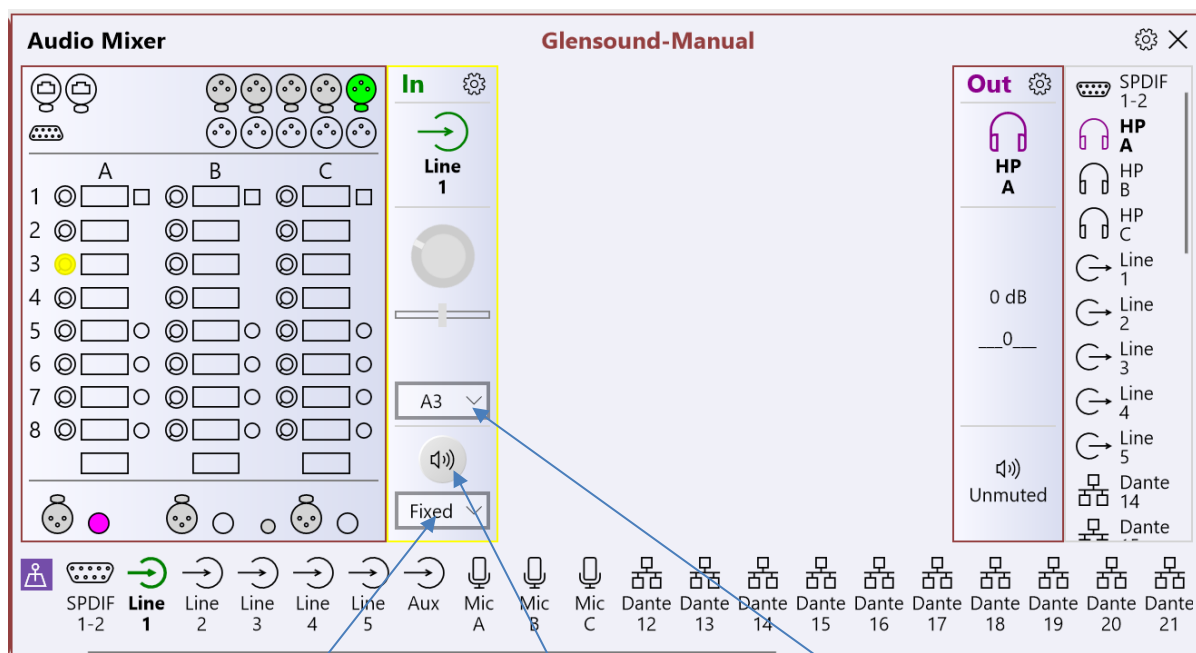 Audio Mixer
Glensound-Manual
A B C
1
2
3
4
5
6
7
8
In
Line
1
A3
Fixed
Out
HP
A
0 dB
___0___
Unmuted
SPDIF
1-2
HP
A
HP
B
HP
C
Line
1
Line
2
Line
3
Line
4
Line
5
Dante
14
Dante
SPDIF Line Line Line Line Line Aux Mic Mic Mic Dante Dante Dante Dante Dante Dante Dante Dante Dante Dante
1-2 1 2 3 4 5 A B C 12 13 14 15 16 17 18 19 20 21